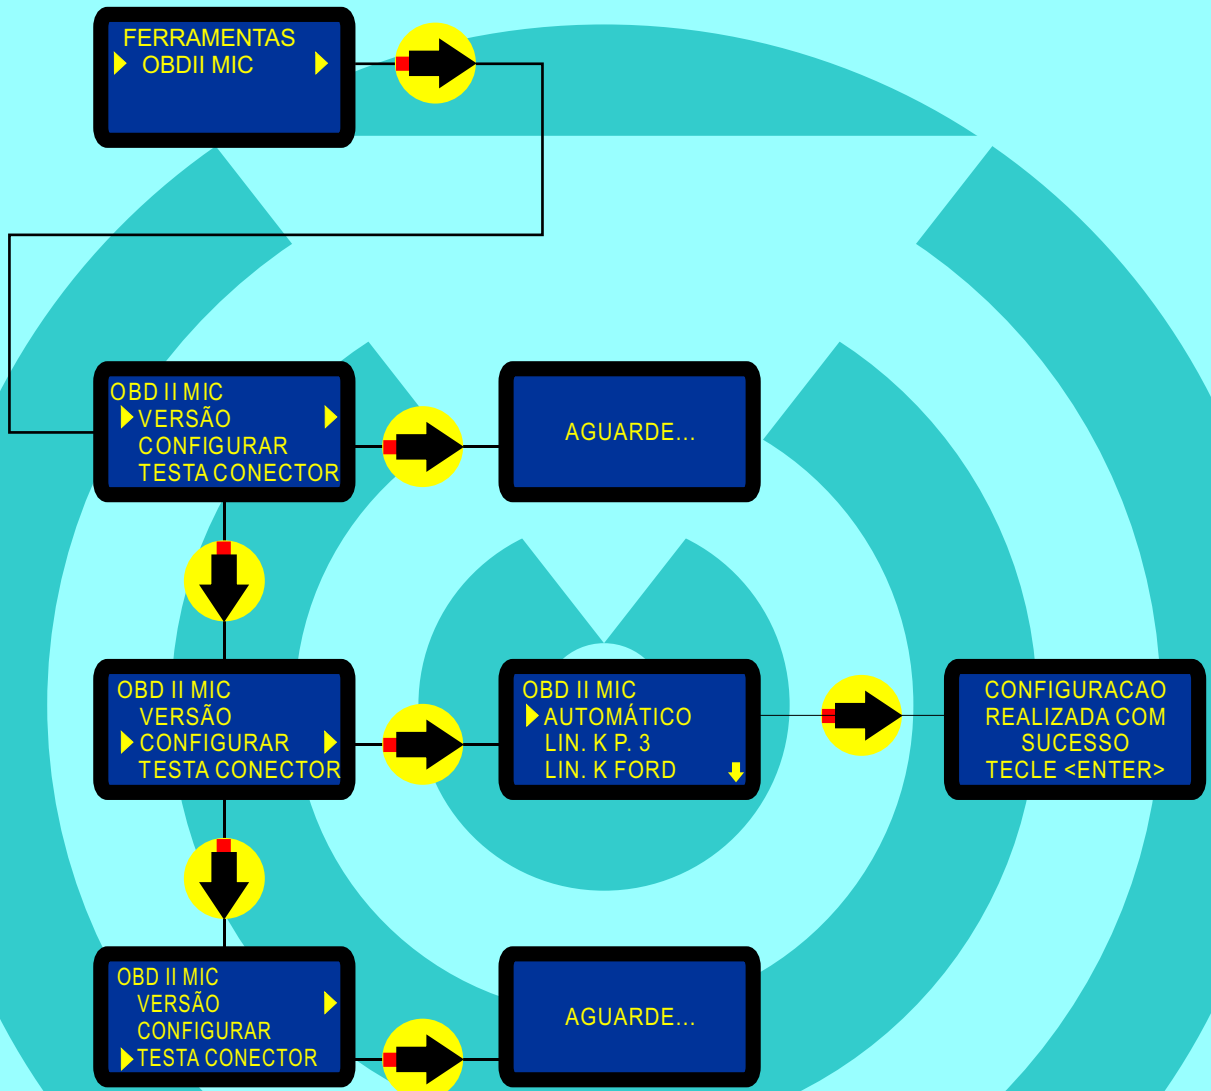 FERRAMENTAS
OBDII MIC
OBD II MIC
VERSÃO
CONFIGURAR
TESTA CONECTOR
AGUARDE...
OBD II MIC
VERSÃO
CONFIGURAR
TESTA CONECTOR
OBD II MIC
AUTOMÁTICO
LIN. K P. 3
LIN. K FORD
CONFIGURACAO
REALIZADA COM
SUCESSO
TECLE <ENTER>
OBD II MIC
VERSÃO
CONFIGURAR
TESTA CONECTOR
AGUARDE...